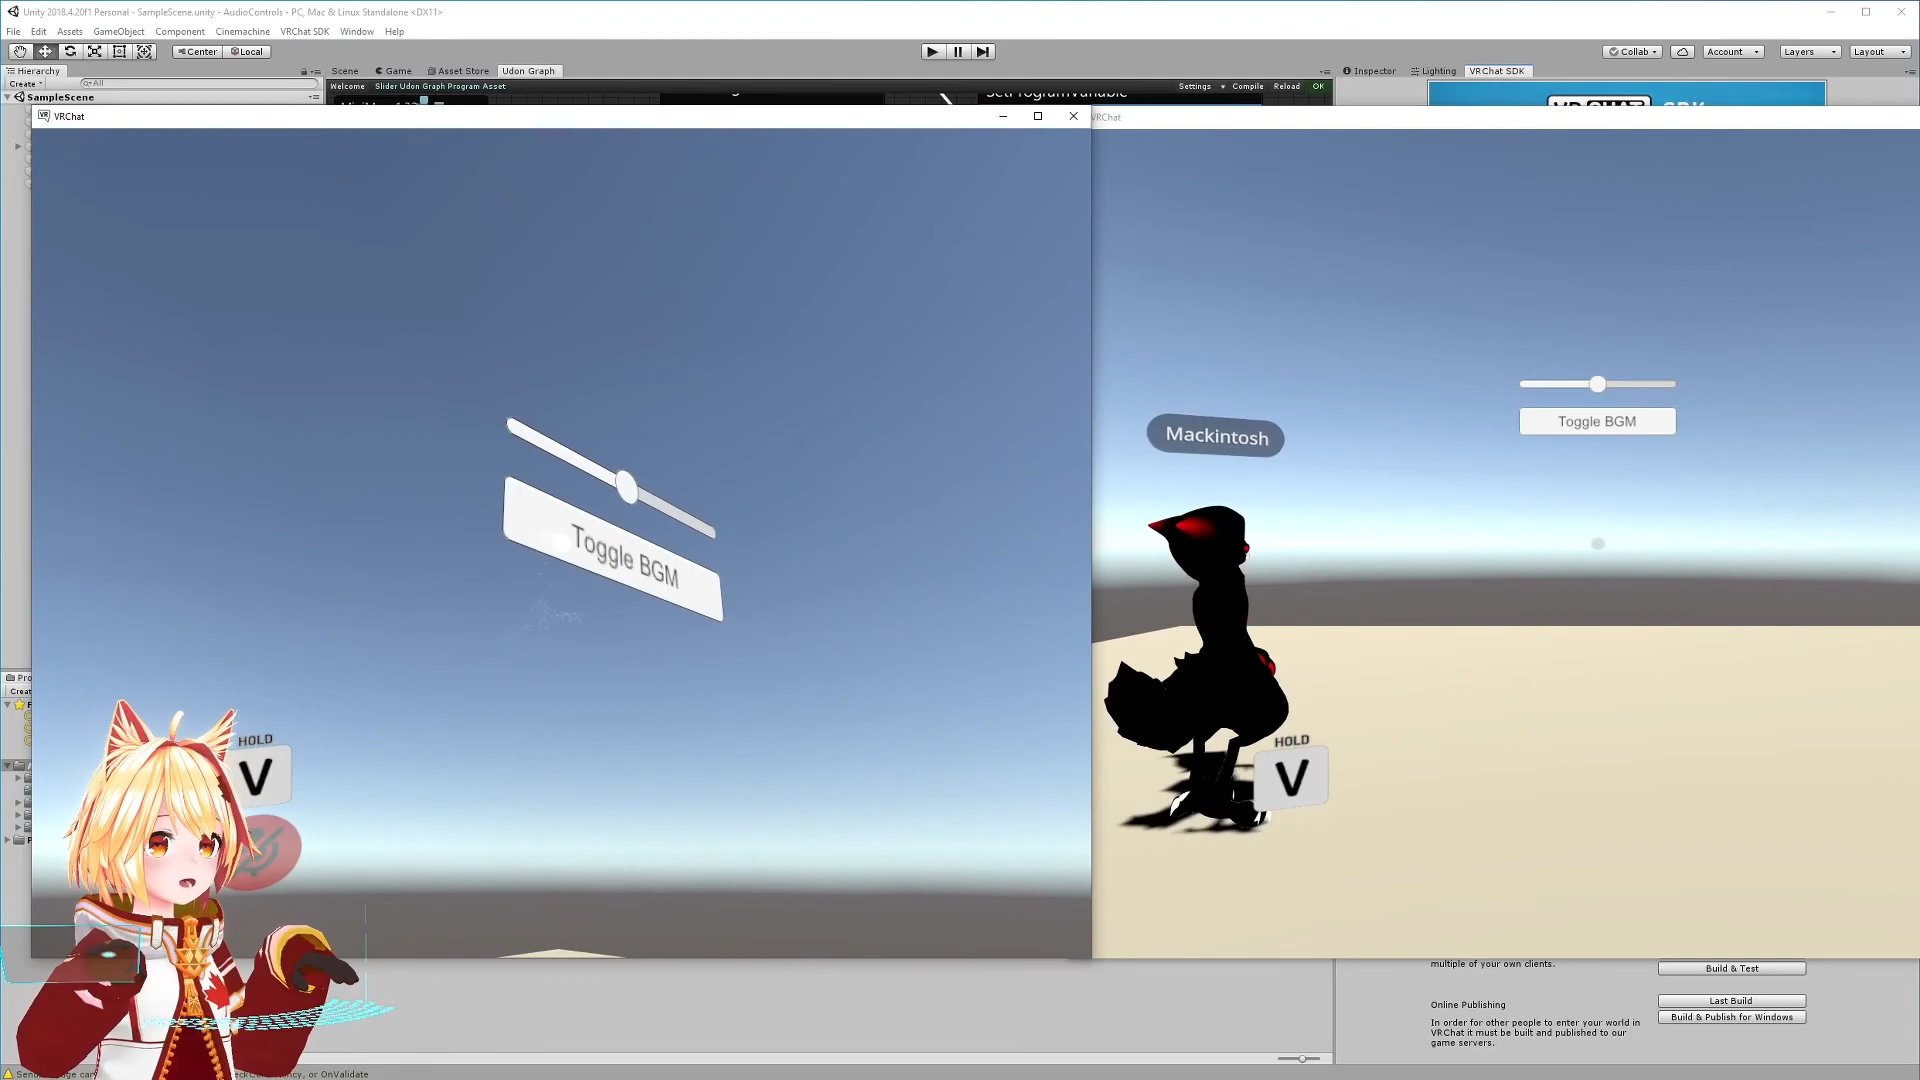 Unity 2018.4.20f1 Personal - SampleScene.unity - AudioControls - PC, Mac & Linux Standalone <DX11>
File Edit Assets GameObject Component Cinemachine VRChat SDK Window Help
Center Local Collab Account Layers Layout
Hierarchy Scene Game Asset Store Udon Graph Inspector Lighting VRChat SDK
Create All Welcome Slider Udon Graph Program Asset Settings Compile Reload OK
SampleScene
SetProgramVariable
VRChat
VRChat
Toggle BGM
Toggle BGM
Mackintosh
HOLD
V
HOLD
V
multiple of your own clients.
Build & Test
Online Publishing
Last Build
In order for other people to enter your world in
VRChat it must be built and published to our
game servers.
Build & Publish for Windows
or OnValidate